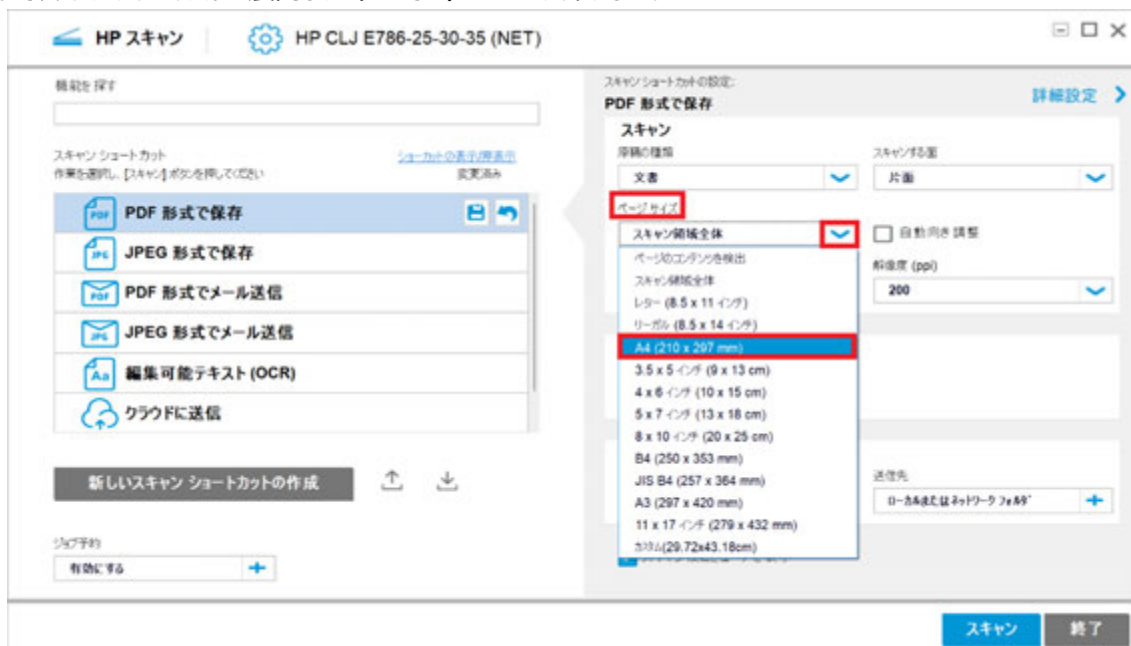 HP スキャン
HP CLJ E786-25-30-35 (NET)
機能を探す
スキャン ショートカット
作業を選択し、[スキャン] ボタンを押してください
ショーカットの表示/非表示
変更済み
PDF 形式で保存
JPEG 形式で保存
PDF 形式でメール送信
JPEG 形式でメール送信
編集可能テキスト (OCR)
クラウドに送信
新しいスキャン ショートカットの作成
ジョブ予約
有効にする
スキャン ショートカットの設定:
PDF 形式で保存
詳細設定
スキャン
原稿の種類
スキャンする面
文書
片面
ページ サイズ
スキャン領域全体
自動向き調整
ページのコンテンツを検出
スキャン領域全体
解像度 (ppi)
200
レター (8.5 x 11 インチ)
リーガル (8.5 x 14 インチ)
A4 (210 x 297 mm)
3.5 x 5 インチ (9 x 13 cm)
4 x 6 インチ (10 x 15 cm)
5 x 7 インチ (13 x 18 cm)
8 x 10 インチ (20 x 25 cm)
B4 (250 x 353 mm)
JIS B4 (257 x 364 mm)
A3 (297 x 420 mm)
11 x 17 インチ (279 x 432 mm)
カスタム(29.72x43.18cm)
送信先
ローカルまたはネットワーク フォルダ
スキャン
終了